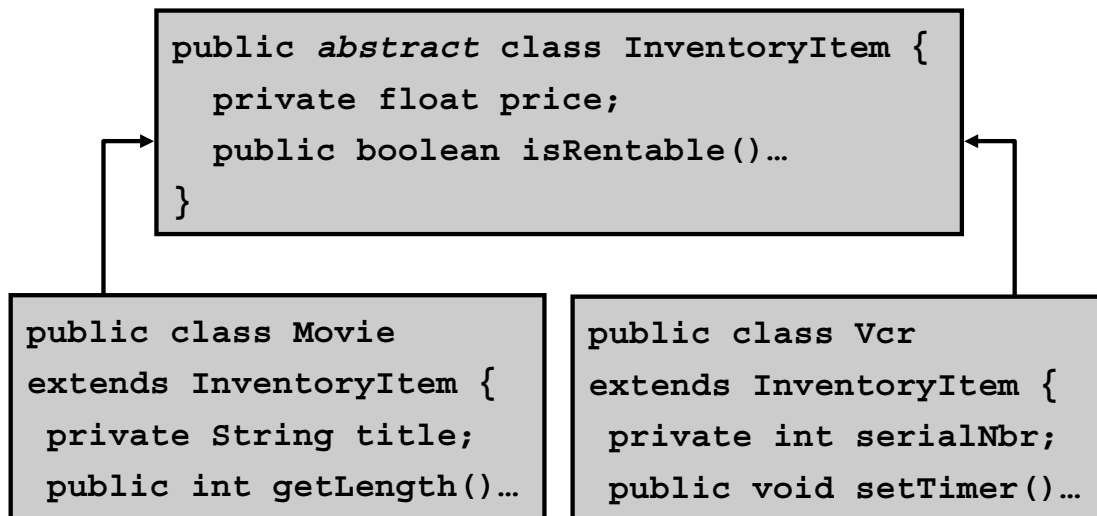 public abstract class InventoryItem {
private float price;
public boolean isRentable()…
}
public class Movie
extends InventoryItem {
private String title;
public int getLength()…
public class Vcr
extends InventoryItem {
private int serialNbr;
public void setTimer()…